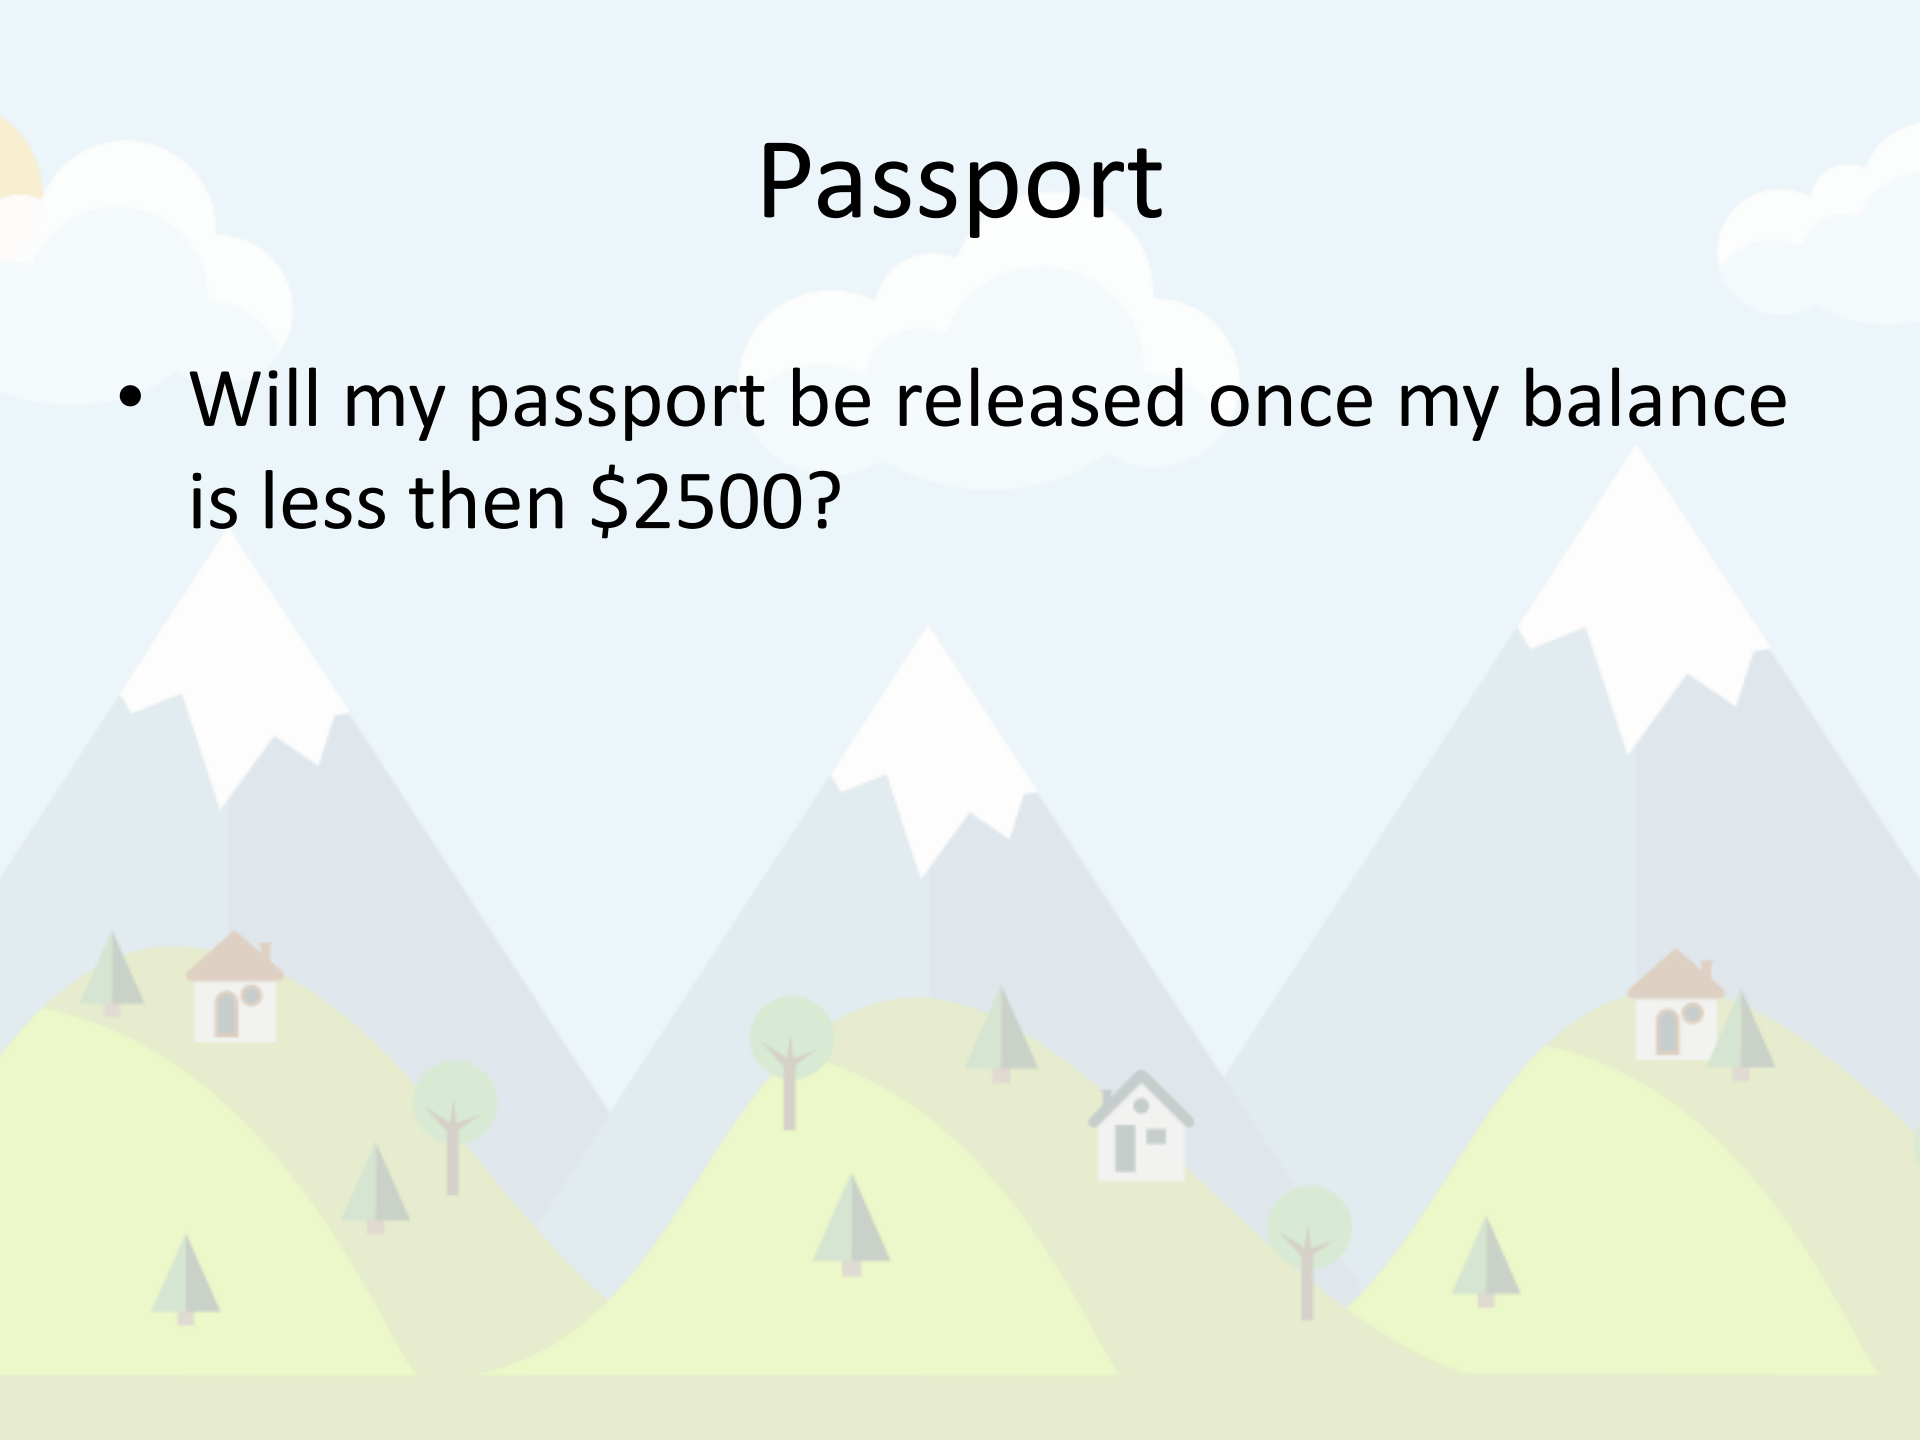 Passport
• Will my passport be released once my balance
is less then $2500?